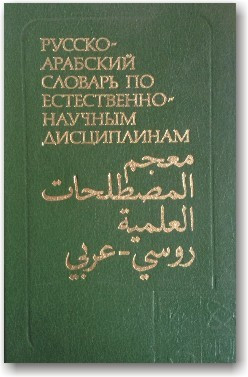 РУССКО-
АРАБСКИЙ
СЛОВАРЬ ПО
ЕСТЕСТВЕННО-
НАУЧНЫМ
ДИСЦИПЛИНАМ
معجم
المصطلحات
العلمية
روسي - عربي